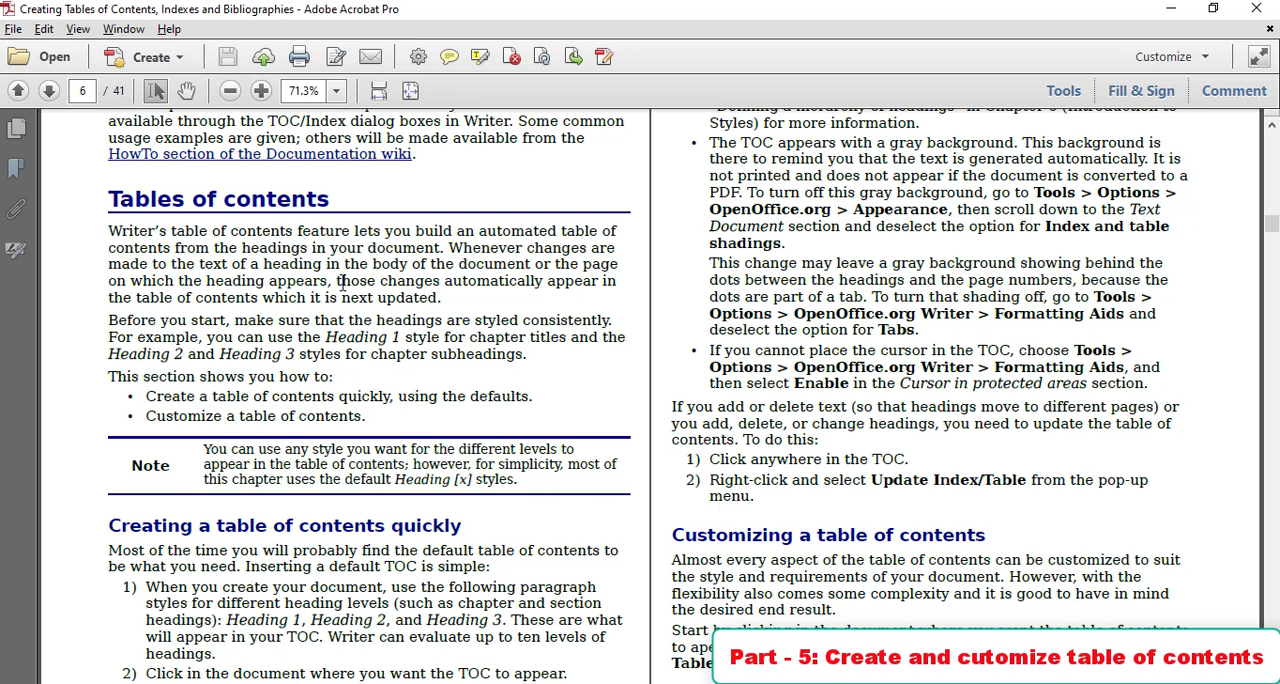 Creating Tables of Contents, Indexes and Bibliographies - Adobe Acrobat Pro
File Edit View Window Help
Open Create Customize
6 / 41 71.3% Tools Fill & Sign Comment
available through the TOC/Index dialog boxes in Writer. Some common
usage examples are given; others will be made available from the
HowTo section of the Documentation wiki.
Tables of contents
Writer's table of contents feature lets you build an automated table of
contents from the headings in your document. Whenever changes are
made to the text of a heading in the body of the document or the page
on which the heading appears, those changes automatically appear in
the table of contents which it is next updated.
Before you start, make sure that the headings are styled consistently.
For example, you can use the Heading 1 style for chapter titles and the
Heading 2 and Heading 3 styles for chapter subheadings.
This section shows you how to:
• Create a table of contents quickly, using the defaults.
• Customize a table of contents.
Note
You can use any style you want for the different levels to
appear in the table of contents; however, for simplicity, most of
this chapter uses the default Heading [x] styles.
Creating a table of contents quickly
Most of the time you will probably find the default table of contents to
be what you need. Inserting a default TOC is simple:
1) When you create your document, use the following paragraph
styles for different heading levels (such as chapter and section
headings): Heading 1, Heading 2, and Heading 3. These are what
will appear in your TOC. Writer can evaluate up to ten levels of
headings.
2) Click in the document where you want the TOC to appear.
Styles) for more information.
• The TOC appears with a gray background. This background is
there to remind you that the text is generated automatically. It is
not printed and does not appear if the document is converted to a
PDF. To turn off this gray background, go to Tools > Options >
OpenOffice.org > Appearance, then scroll down to the Text
Document section and deselect the option for Index and table
shadings.
This change may leave a gray background showing behind the
dots between the headings and the page numbers, because the
dots are part of a tab. To turn that shading off, go to Tools >
Options > OpenOffice.org Writer > Formatting Aids and
deselect the option for Tabs.
• If you cannot place the cursor in the TOC, choose Tools >
Options > OpenOffice.org Writer > Formatting Aids, and
then select Enable in the Cursor in protected areas section.
If you add or delete text (so that headings move to different pages) or
you add, delete, or change headings, you need to update the table of
contents. To do this:
1) Click anywhere in the TOC.
2) Right-click and select Update Index/Table from the pop-up
menu.
Customizing a table of contents
Almost every aspect of the table of contents can be customized to suit
the style and requirements of your document. However, with the
flexibility also comes some complexity and it is good to have in mind
the desired end result.
Start
to
Part - 5: Create and cutomize table of contents